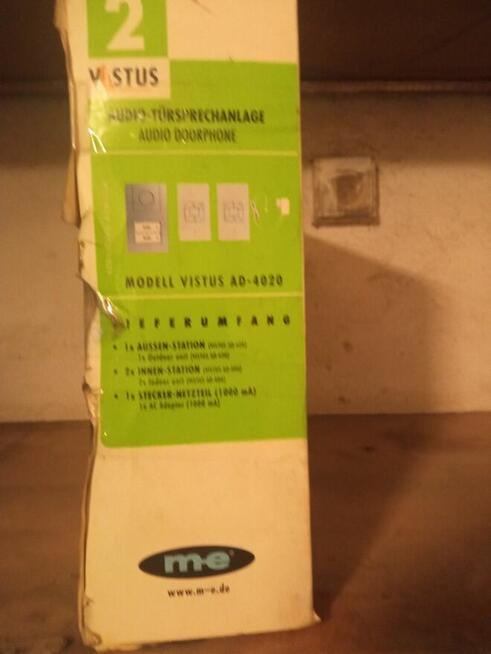 2
VISTUS
AUDIO-TÜRSPRECHANLAGE
AUDIO DOORPHONE
MODELL VISTUS AD-4020
LIEFERUMFANG
• 1x AUSSEN-STATION
1x Outdoor unit
• 2x INNEN-STATION
2x Indoor unit
• 1x STECKER-NETZTEIL (1000 mA)
1x AC Adapter (1000 mA)
m-e
www.m-e.de